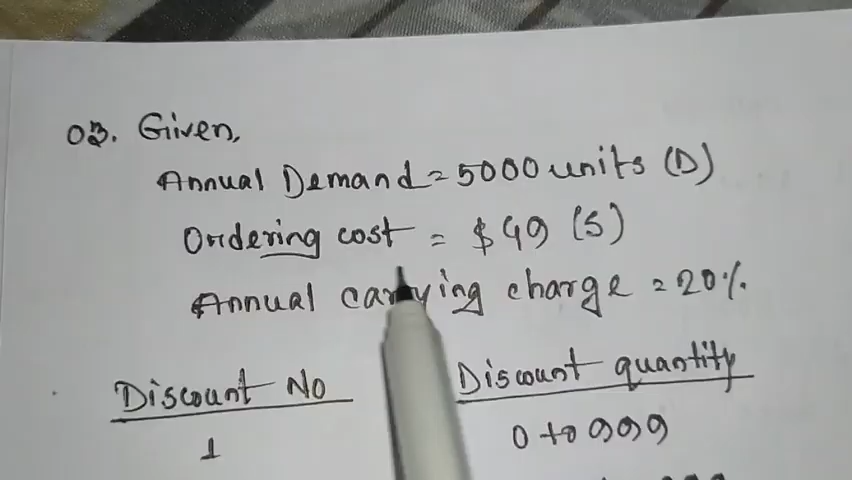 03. Given,
Annual Demand = 5000 units (D)
Ordering cost = $49 (S)
Annual carrying charge = 20%.
Discount No Discount quantity
1 0 to 999